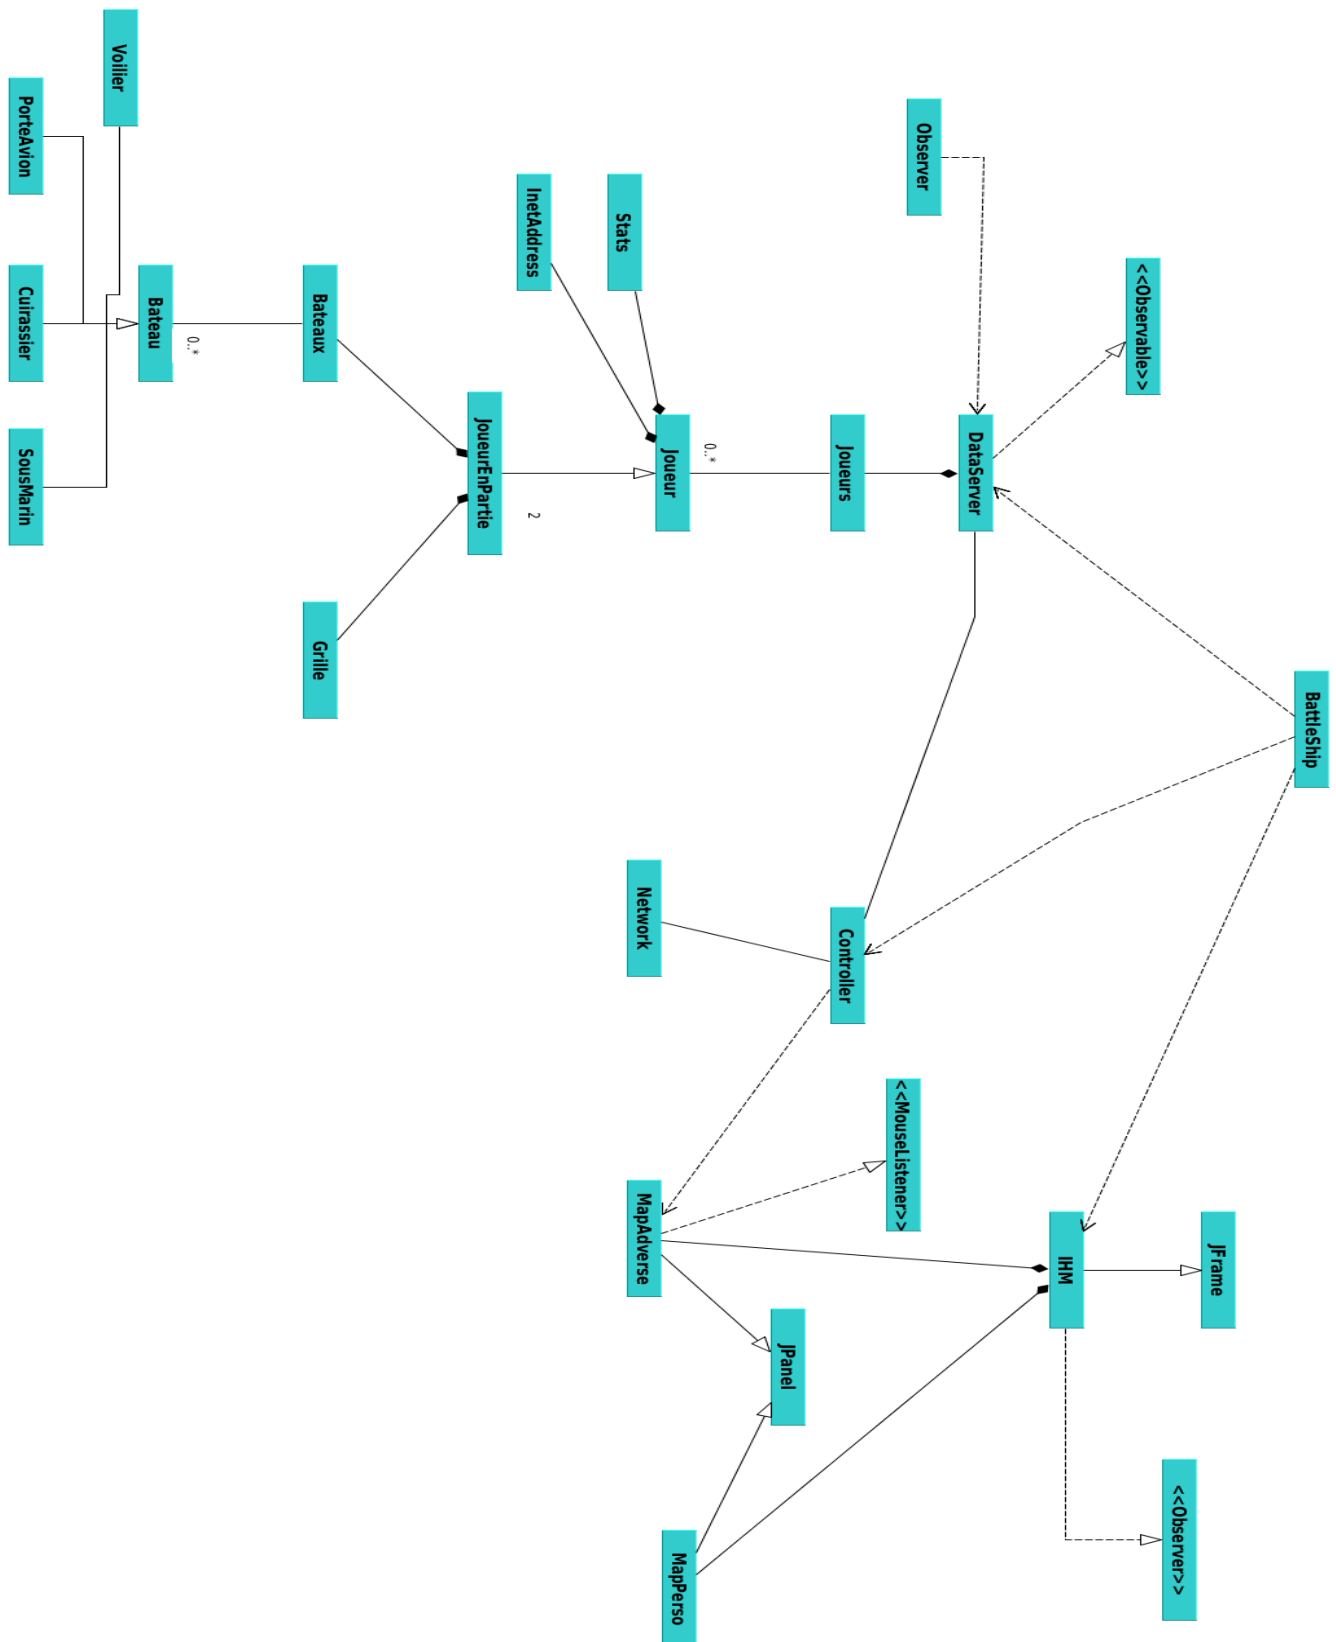 BattleShip
JFrame
<<Observer>>
<<Observable>>
IHM
DataServer
Observer
<<MouseListener>>
Joueurs
Controller
JPanel
0..*
Joueur
MapPerso
Stats
Network
MapAdverse
InetAddress
2
JoueurEnPartie
Bateaux
Grille
0..*
Bateau
Voilier
PorteAvion
Cuirassier
SousMarin